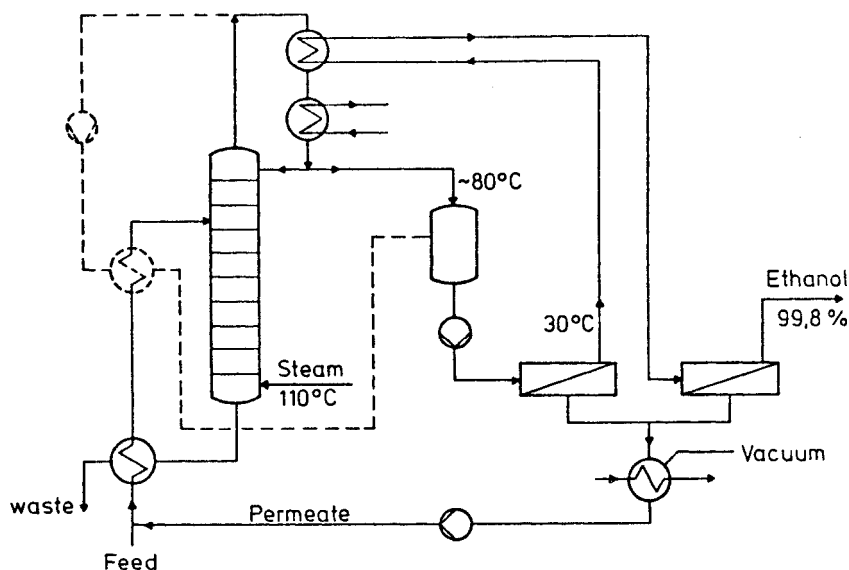 ~80°C
Ethanol
99,8 %
30°C
Steam
110°C
Vacuum
waste
Permeate
Feed